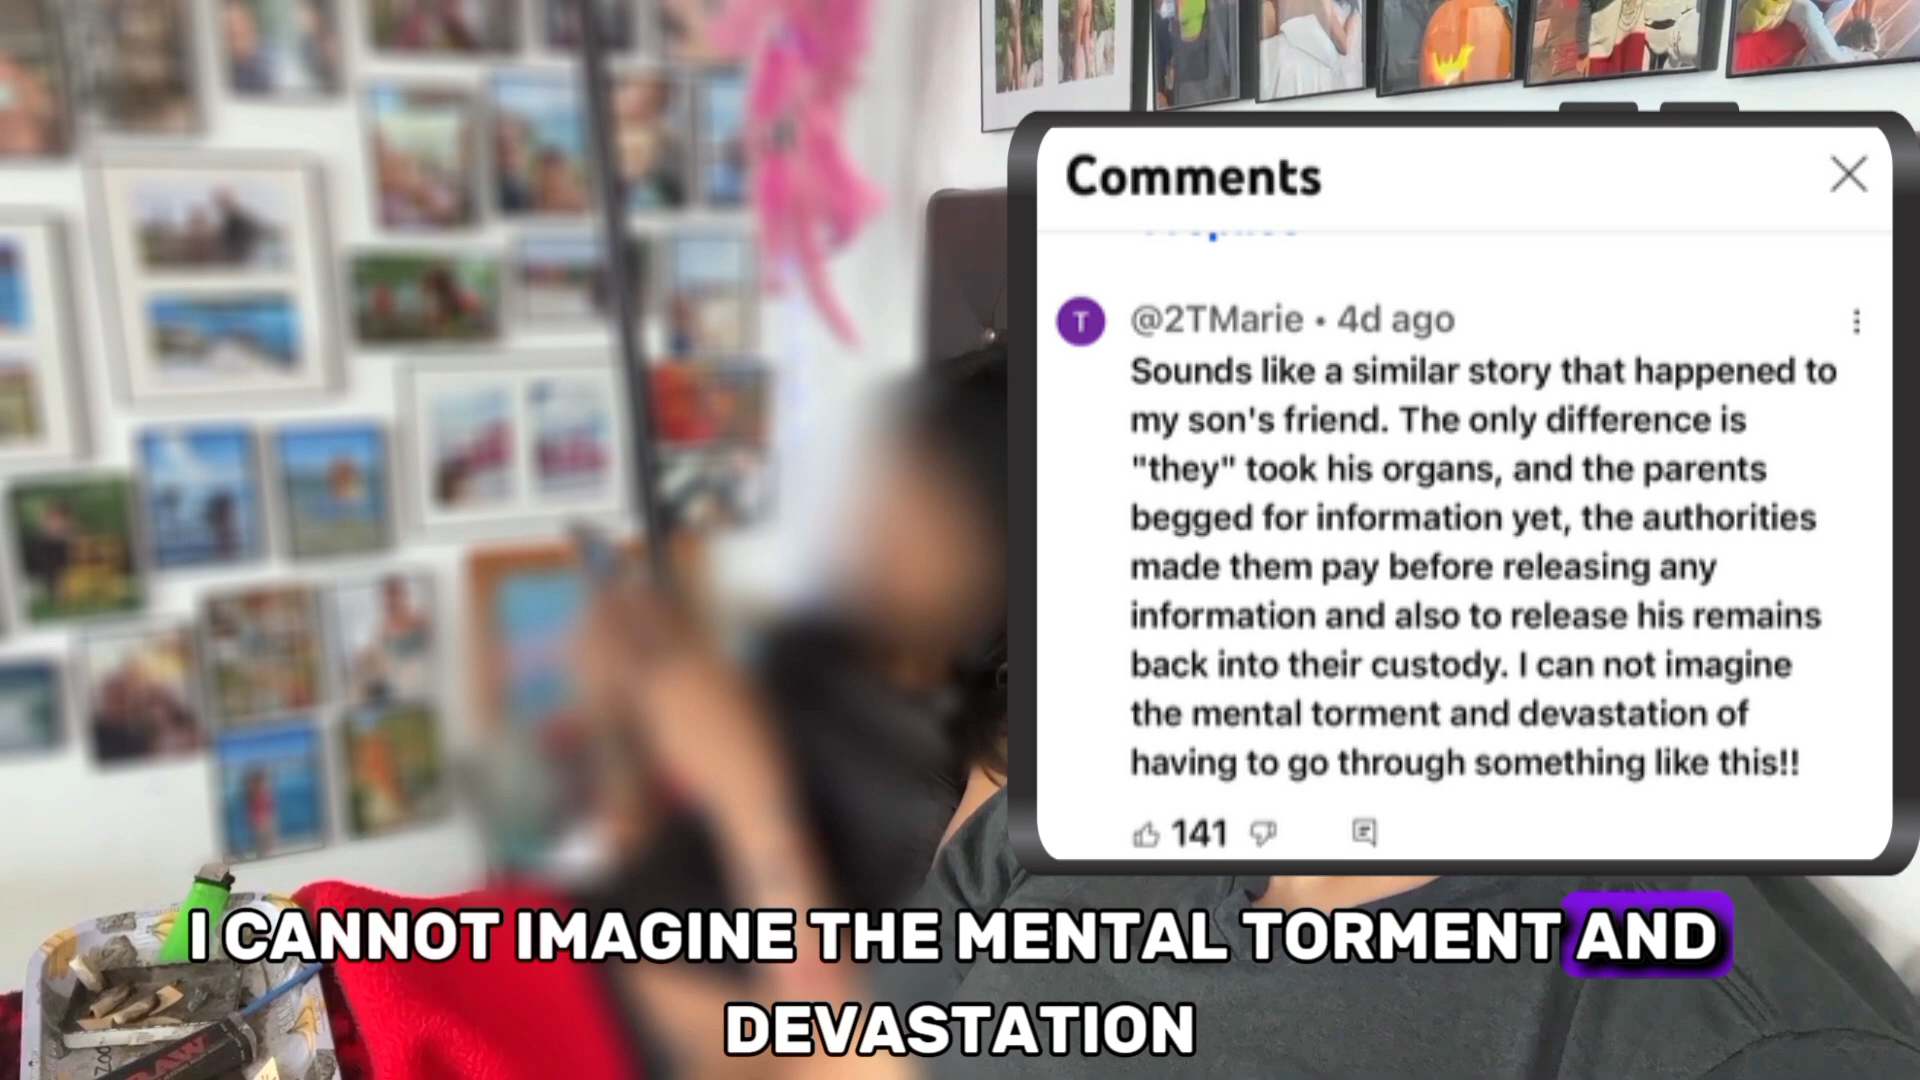 Comments
@2TMarie • 4d ago
T
Sounds like a similar story that happened to
my son's friend. The only difference is
"they" took his organs, and the parents
begged for information yet, the authorities
made them pay before releasing any
information and also to release his remains
back into their custody. I can not imagine
the mental torment and devastation of
having to go through something like this!!
141
I CANNOT IMAGINE THE MENTAL TORMENT AND
DEVASTATION
RAW